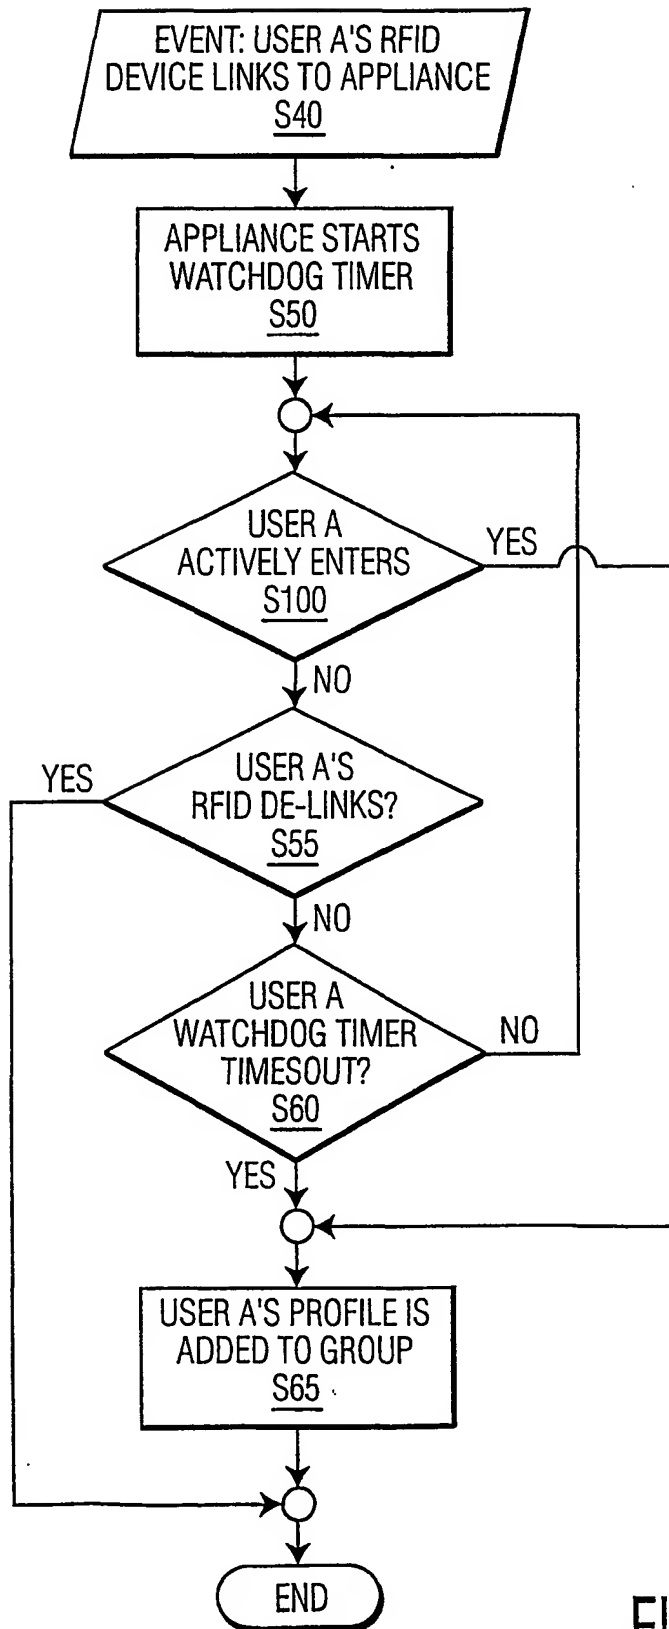 EVENT: USER A'S RFID
DEVICE LINKS TO APPLIANCE
S40
APPLIANCE STARTS
WATCHDOG TIMER
S50
USER A
ACTIVELY ENTERS
S100
YES
NO
USER A'S
RFID DE-LINKS?
S55
YES
NO
USER A
WATCHDOG TIMER
TIMESOUT?
S60
NO
YES
USER A'S PROFILE IS
ADDED TO GROUP
S65
END